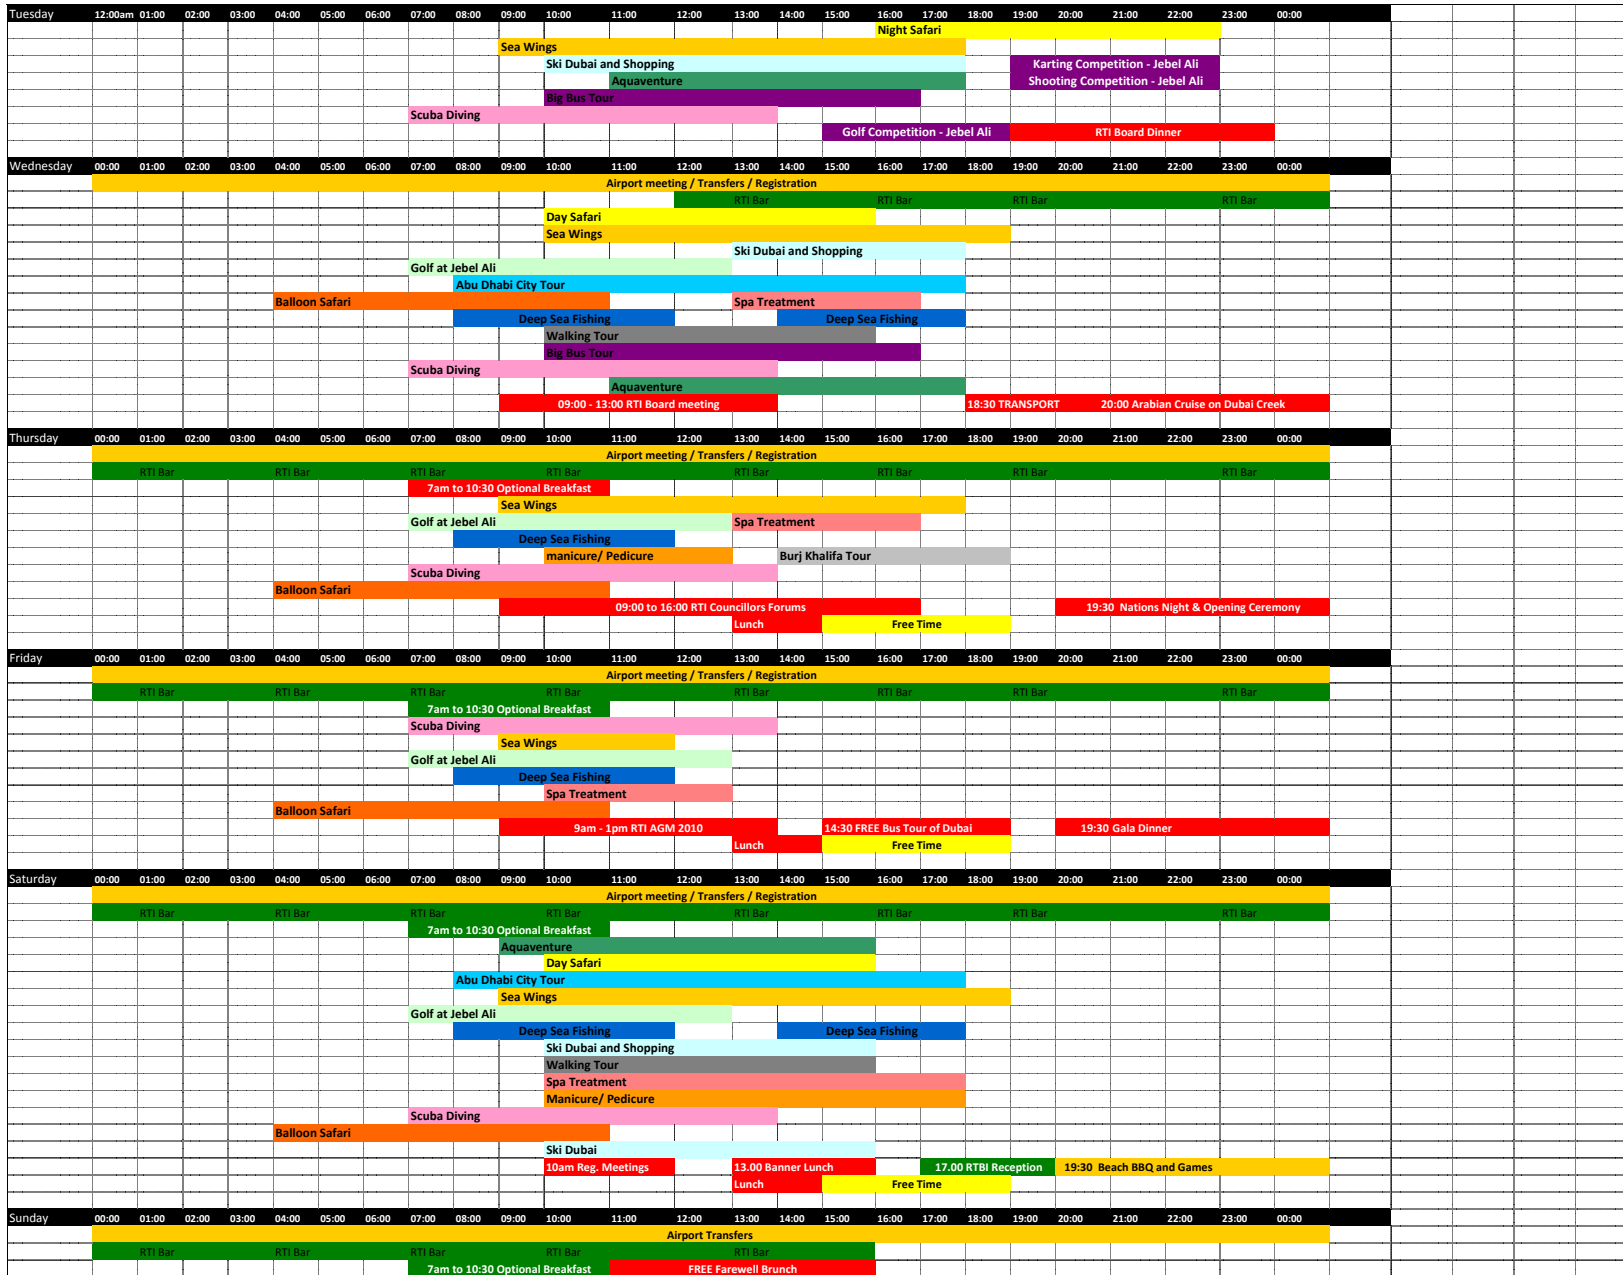 Tuesday 12:00am 01:00 02:00 03:00 04:00 05:00 06:00 07:00 08:00 09:00 10:00 11:00 12:00 13:00 14:00 15:00 16:00 17:00 18:00 19:00 20:00 21:00 22:00 23:00 00:00
Night Safari
Sea Wings
Ski Dubai and Shopping Karting Competition - Jebel Ali
Aquaventure Shooting Competition - Jebel Ali
Big Bus Tour
Scuba Diving
Golf Competition - Jebel Ali RTI Board Dinner
Wednesday 00:00 01:00 02:00 03:00 04:00 05:00 06:00 07:00 08:00 09:00 10:00 11:00 12:00 13:00 14:00 15:00 16:00 17:00 18:00 19:00 20:00 21:00 22:00 23:00 00:00
Airport meeting / Transfers / Registration
RTI Bar RTI Bar RTI Bar RTI Bar
Day Safari
Sea Wings
Ski Dubai and Shopping
Golf at Jebel Ali
Abu Dhabi City Tour
Balloon Safari Spa Treatment
Deep Sea Fishing Deep Sea Fishing
Walking Tour
Big Bus Tour
Scuba Diving
Aquaventure
09:00 - 13:00 RTI Board meeting 18:30 TRANSPORT 20:00 Arabian Cruise on Dubai Creek
Thursday 00:00 01:00 02:00 03:00 04:00 05:00 06:00 07:00 08:00 09:00 10:00 11:00 12:00 13:00 14:00 15:00 16:00 17:00 18:00 19:00 20:00 21:00 22:00 23:00 00:00
Airport meeting / Transfers / Registration
RTI Bar RTI Bar RTI Bar RTI Bar RTI Bar RTI Bar RTI Bar RTI Bar
7am to 10:30 Optional Breakfast
Sea Wings
Golf at Jebel Ali Spa Treatment
Deep Sea Fishing
manicure/ Pedicure Burj Khalifa Tour
Scuba Diving
Balloon Safari
09:00 to 16:00 RTI Councillors Forums 19:30 Nations Night & Opening Ceremony
Lunch Free Time
Friday 00:00 01:00 02:00 03:00 04:00 05:00 06:00 07:00 08:00 09:00 10:00 11:00 12:00 13:00 14:00 15:00 16:00 17:00 18:00 19:00 20:00 21:00 22:00 23:00 00:00
Airport meeting / Transfers / Registration
RTI Bar RTI Bar RTI Bar RTI Bar RTI Bar RTI Bar RTI Bar RTI Bar
7am to 10:30 Optional Breakfast
Scuba Diving
Sea Wings
Golf at Jebel Ali
Deep Sea Fishing
Spa Treatment
Balloon Safari
9am - 1pm RTI AGM 2010 14:30 FREE Bus Tour of Dubai 19:30 Gala Dinner
Lunch Free Time
Saturday 00:00 01:00 02:00 03:00 04:00 05:00 06:00 07:00 08:00 09:00 10:00 11:00 12:00 13:00 14:00 15:00 16:00 17:00 18:00 19:00 20:00 21:00 22:00 23:00 00:00
Airport meeting / Transfers / Registration
RTI Bar RTI Bar RTI Bar RTI Bar RTI Bar RTI Bar RTI Bar RTI Bar
7am to 10:30 Optional Breakfast
Aquaventure
Day Safari
Abu Dhabi City Tour
Sea Wings
Golf at Jebel Ali
Deep Sea Fishing Deep Sea Fishing
Ski Dubai and Shopping
Walking Tour
Spa Treatment
Manicure/ Pedicure
Scuba Diving
Balloon Safari
Ski Dubai
10am Reg. Meetings 13.00 Banner Lunch 17.00 RTBI Reception 19:30 Beach BBQ and Games
Lunch Free Time
Sunday 00:00 01:00 02:00 03:00 04:00 05:00 06:00 07:00 08:00 09:00 10:00 11:00 12:00 13:00 14:00 15:00 16:00 17:00 18:00 19:00 20:00 21:00 22:00 23:00 00:00
Airport Transfers
RTI Bar RTI Bar RTI Bar RTI Bar RTI Bar
7am to 10:30 Optional Breakfast FREE Farewell Brunch